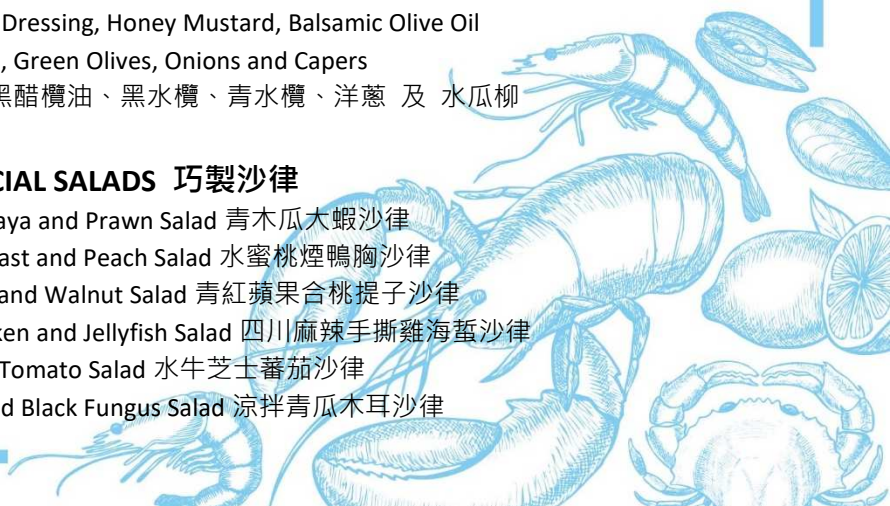 Dressing, Honey Mustard, Balsamic Olive Oil
, Green Olives, Onions and Capers
黑醋欖油、黑水欖、青水欖、洋蔥 及 水瓜柳
CIAL SALADS 巧製沙律
aya and Prawn Salad 青木瓜大蝦沙律
ast and Peach Salad 水蜜桃煙鴨胸沙律
and Walnut Salad 青紅蘋果合桃提子沙律
ken and Jellyfish Salad 四川麻辣手撕雞海蜇沙律
Tomato Salad 水牛芝士蕃茄沙律
d Black Fungus Salad 涼拌青瓜木耳沙律